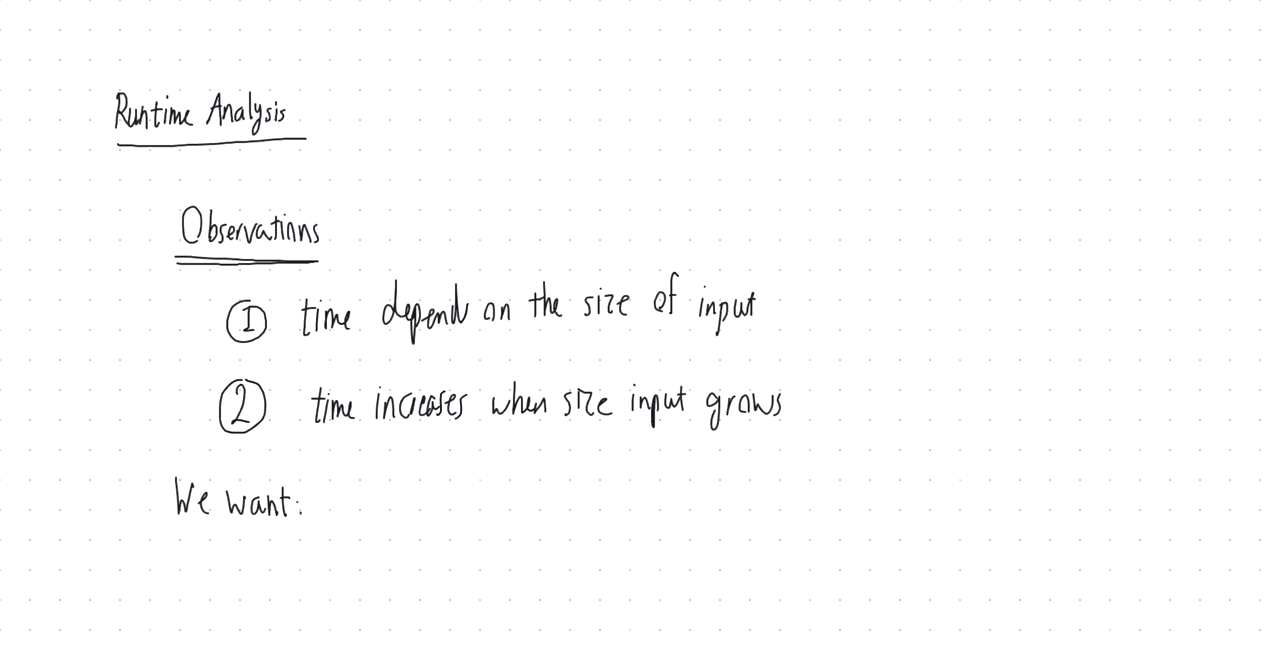 Runtime Analysis
Observations
① time depend on the size of input
② time increases when size input grows
We want: